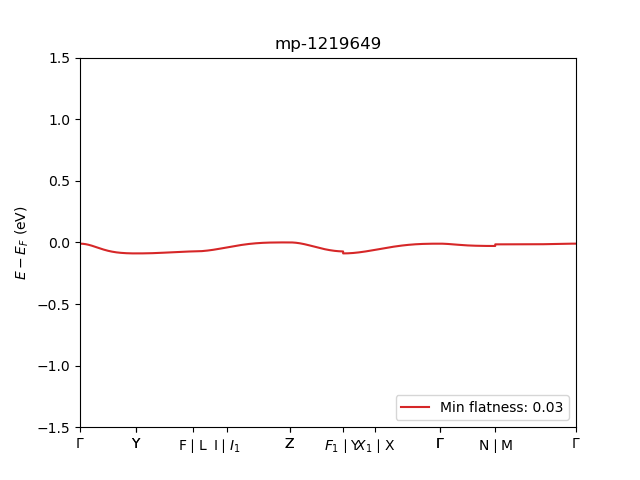 mp-1219649
1.5
1.0
0.5
0.0
−0.5
−1.0
−1.5
E − E_F (eV)
Min flatness: 0.03
Γ Y F | L I | I_1 Z F_1 | Y X_1 | X Γ N | M Γ